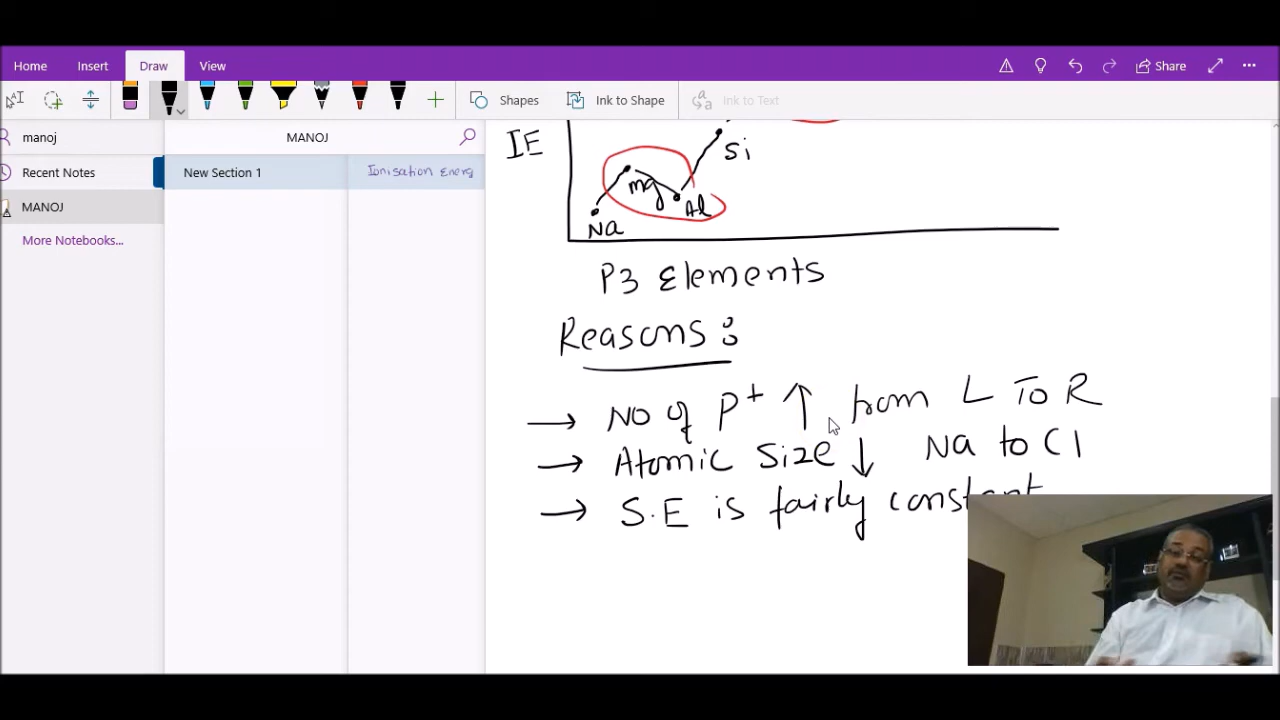 Home Insert Draw View Share
Shapes Ink to Shape Ink to Text
manoj MANOJ
Recent Notes New Section 1 Ionisation Energ
MANOJ
More Notebooks...
IE
Si
mg
Al
Na
P3 Elements
Reasons :
→ NO of P+ ↑ from L To R
→ Atomic Size ↓ Na to Cl
→ S.E is fairly constant